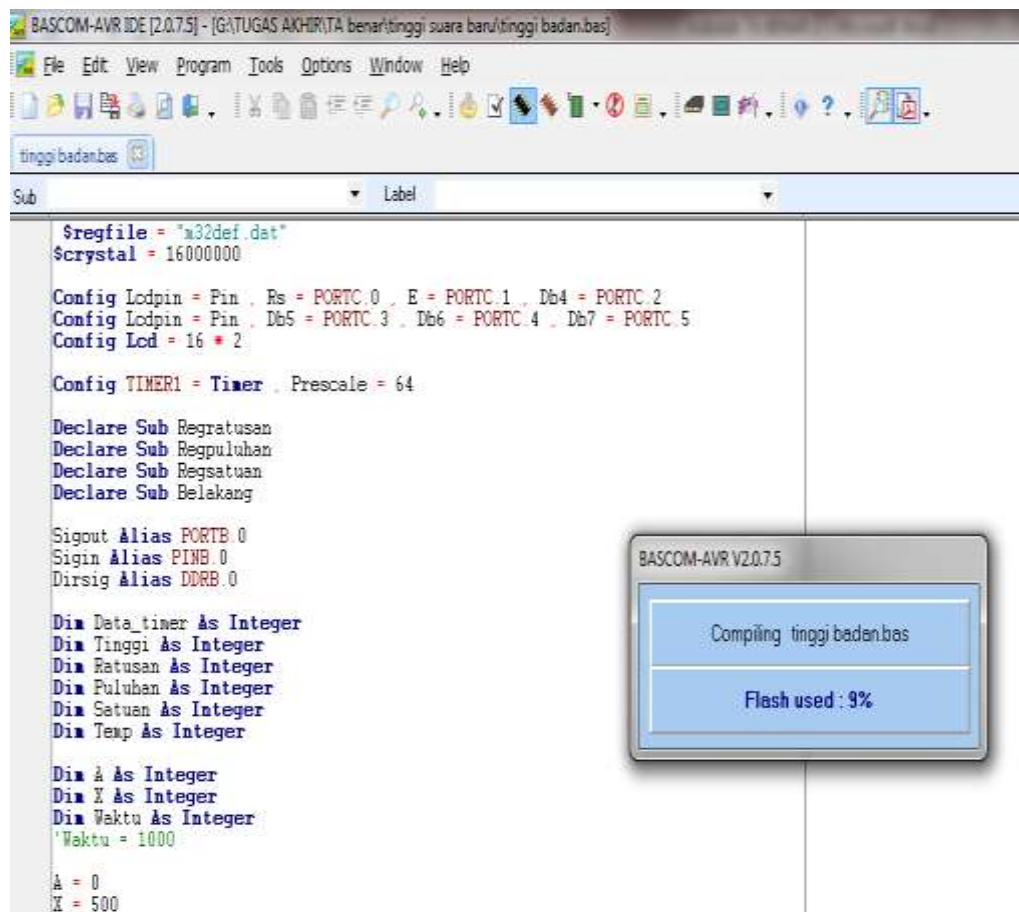 BASCOM-AVR IDE [2.0.7.5] - [G:\TUGAS AKHIR\TA benar\tinggi suara baru\tinggi badan.bas]
File Edit View Program Tools Options Window Help
tinggi badan.bas
Sub Label
$regfile = "m32def.dat"
$crystal = 16000000
Config Lcdpin = Pin , Rs = PORTC.0 , E = PORTC.1 , Db4 = PORTC.2
Config Lcdpin = Pin , Db5 = PORTC.3 , Db6 = PORTC.4 , Db7 = PORTC.5
Config Lcd = 16 * 2
Config TIMER1 = Timer , Prescale = 64
Declare Sub Regratusan
Declare Sub Regpuluhan
Declare Sub Regsatuan
Declare Sub Belakang
Sigout Alias PORTB.0
Sigin Alias PINB.0
Dirsig Alias DDRB.0
Dim Data_timer As Integer
Dim Tinggi As Integer
Dim Ratusan As Integer
Dim Puluhan As Integer
Dim Satuan As Integer
Dim Temp As Integer
Dim A As Integer
Dim X As Integer
Dim Waktu As Integer
'Waktu = 1000
A = 0
X = 500
BASCOM-AVR V2.0.7.5
Compiling tinggi badan.bas
Flash used : 9%